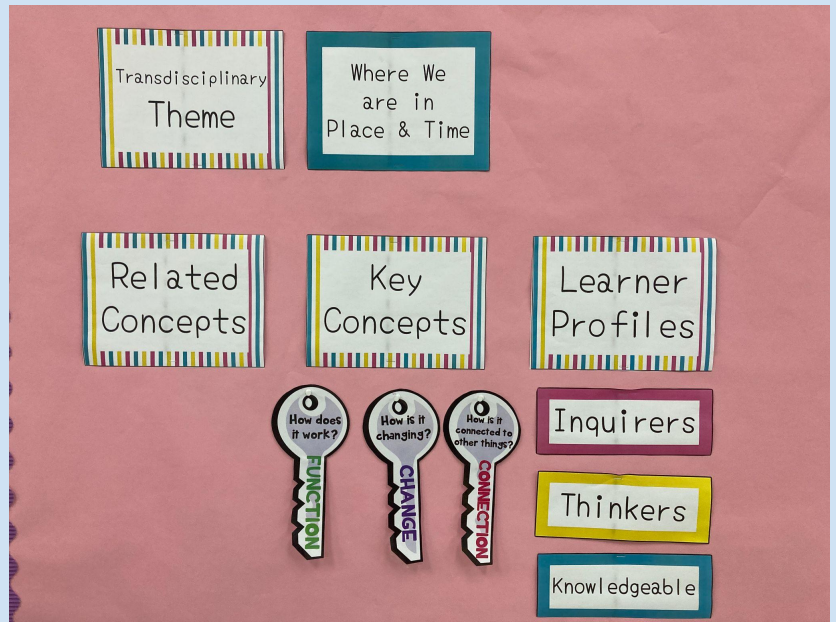 Transdisciplinary
Theme
Where We
are in
Place & Time
Related
Concepts
Key
Concepts
Learner
Profiles
How does
it work?
FUNCTION
How is it
changing?
CHANGE
How is it
connected to
other things?
CONNECTION
Inquirers
Thinkers
Knowledgeable